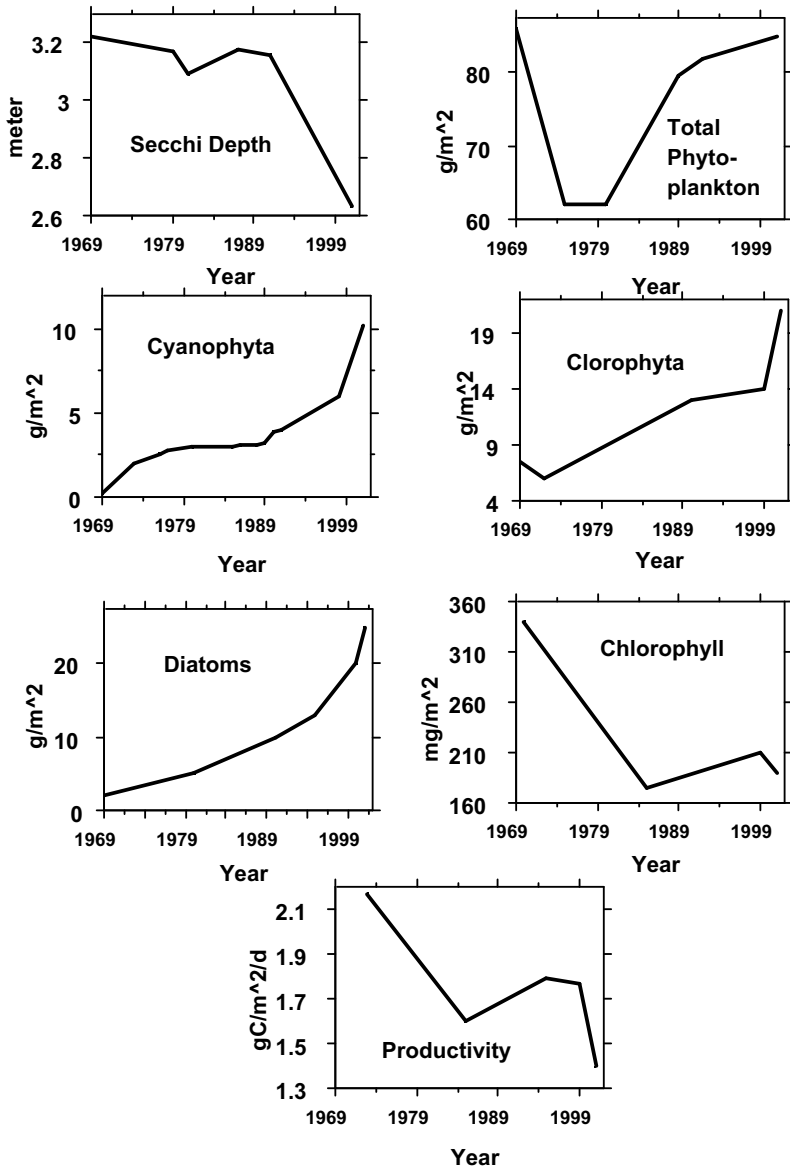 3.2
3
2.8
2.6
meter
Secchi Depth
1969
1979
1989
1999
Year
80
70
60
g/m^2
Total
Phyto-
plankton
1969
1979
1989
1999
Year
10
5
0
g/m^2
Cyanophyta
1969
1979
1989
1999
Year
19
14
9
4
g/m^2
Clorophyta
1969
1979
1989
1999
Year
20
10
0
g/m^2
Diatoms
1969
1979
1989
1999
Year
360
310
260
210
160
mg/m^2
Chlorophyll
1969
1979
1989
1999
Year
2.1
1.9
1.7
1.5
1.3
gC/m^2/d
Productivity
1969
1979
1989
1999
Year